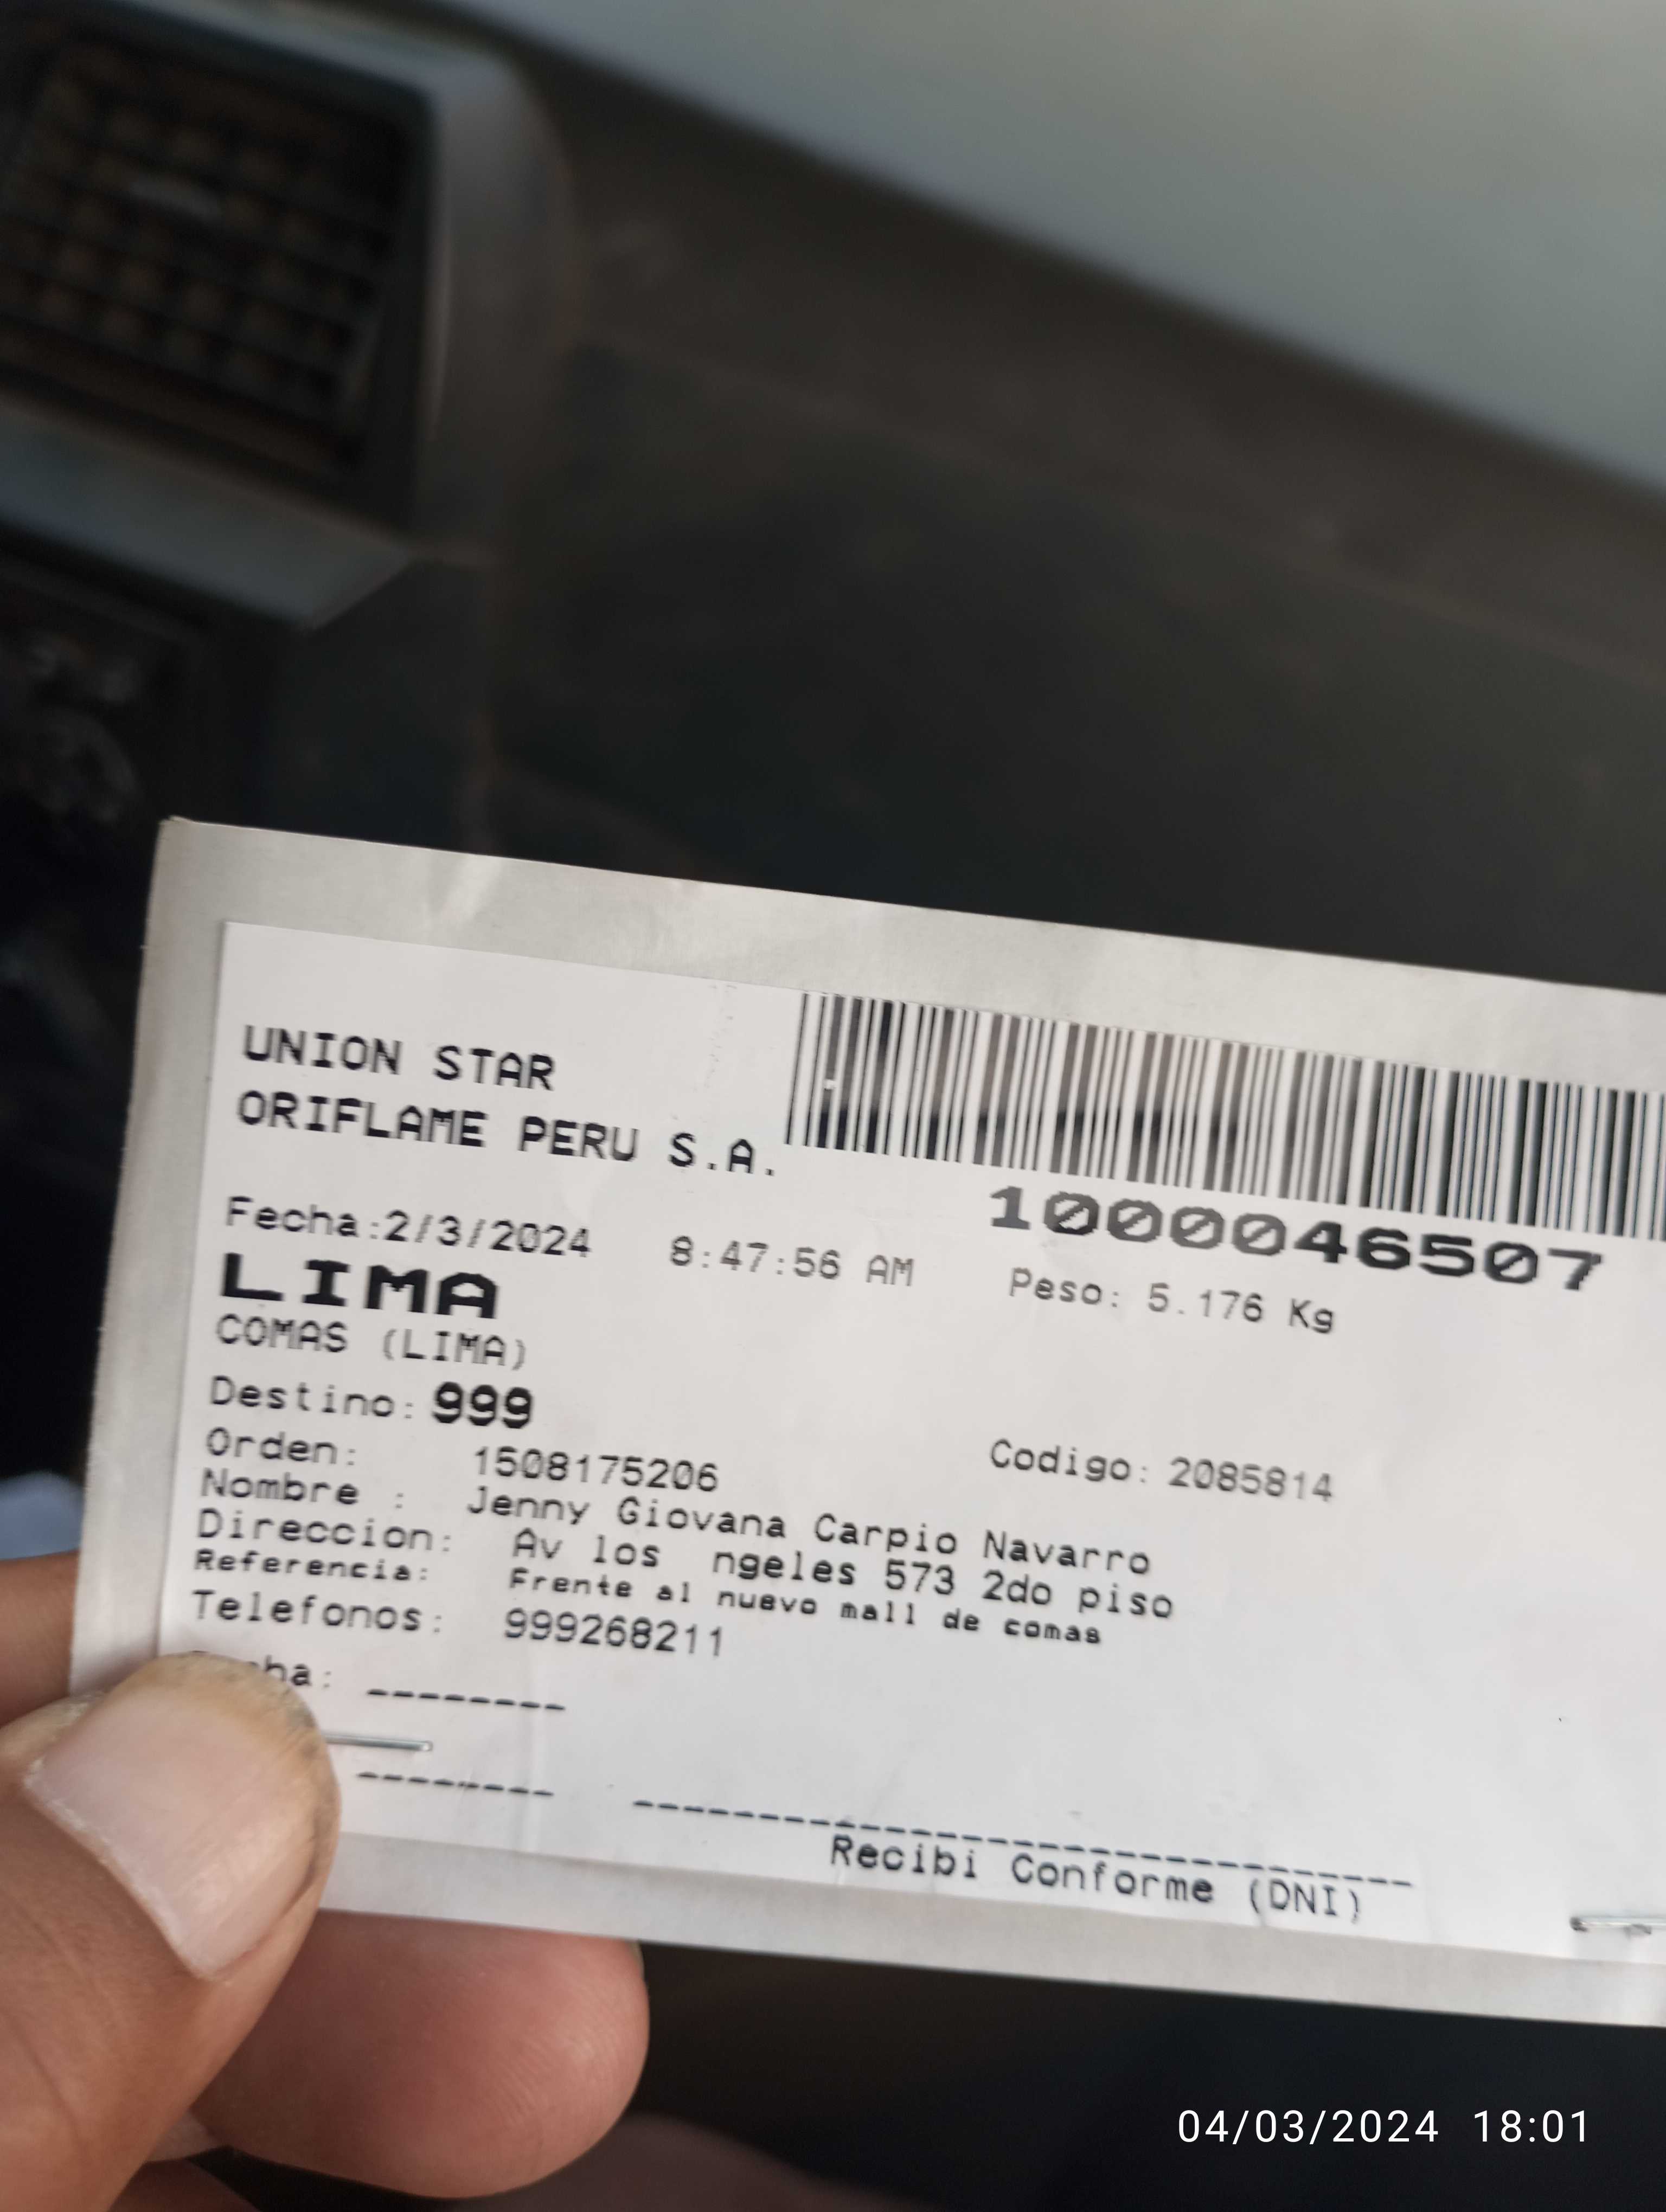 UNION STAR
ORIFLAME PERU S.A.
1000046507
Fecha:2/3/2024 8:47:56 AM Peso: 5.176 Kg
LIMA
COMAS (LIMA)
Destino: 999
Orden: 1508175206 Codigo: 2085814
Nombre : Jenny Giovana Carpio Navarro
Direccion: Av los ngeles 573 2do piso
Referencia: Frente al nuevo mall de comas
Telefonos: 999268211
ha: --------
-------- --------------------------------
Recibi Conforme (DNI)
04/03/2024 18:01